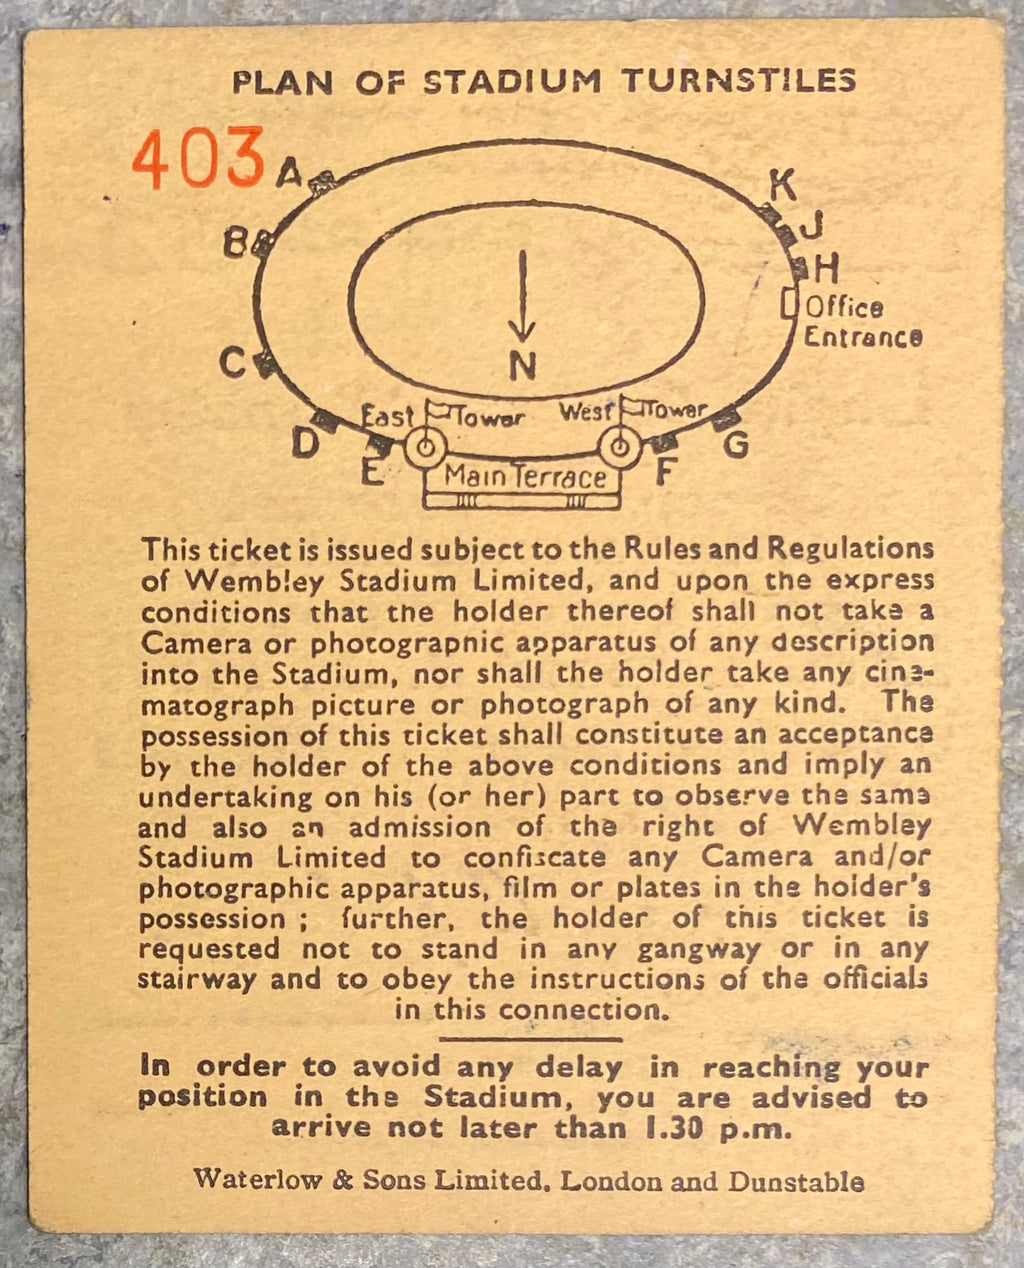 PLAN OF STADIUM TURNSTILES
403
A
K
B
J
H
Office
Entrance
N
C
East Tower
West Tower
D
E
Main Terrace
F
G
This ticket is issued subject to the Rules and Regulations
of Wembley Stadium Limited, and upon the express
conditions that the holder thereof shall not take a
Camera or photographic apparatus of any description
into the Stadium, nor shall the holder take any cine-
matograph picture or photograph of any kind. The
possession of this ticket shall constitute an acceptance
by the holder of the above conditions and imply an
undertaking on his (or her) part to observe the same
and also an admission of the right of Wembley
Stadium Limited to confiscate any Camera and/or
photographic apparatus, film or plates in the holder's
possession ; further, the holder of this ticket is
requested not to stand in any gangway or in any
stairway and to obey the instructions of the officials
in this connection.
In order to avoid any delay in reaching your
position in the Stadium, you are advised to
arrive not later than 1.30 p.m.
Waterlow & Sons Limited. London and Dunstable